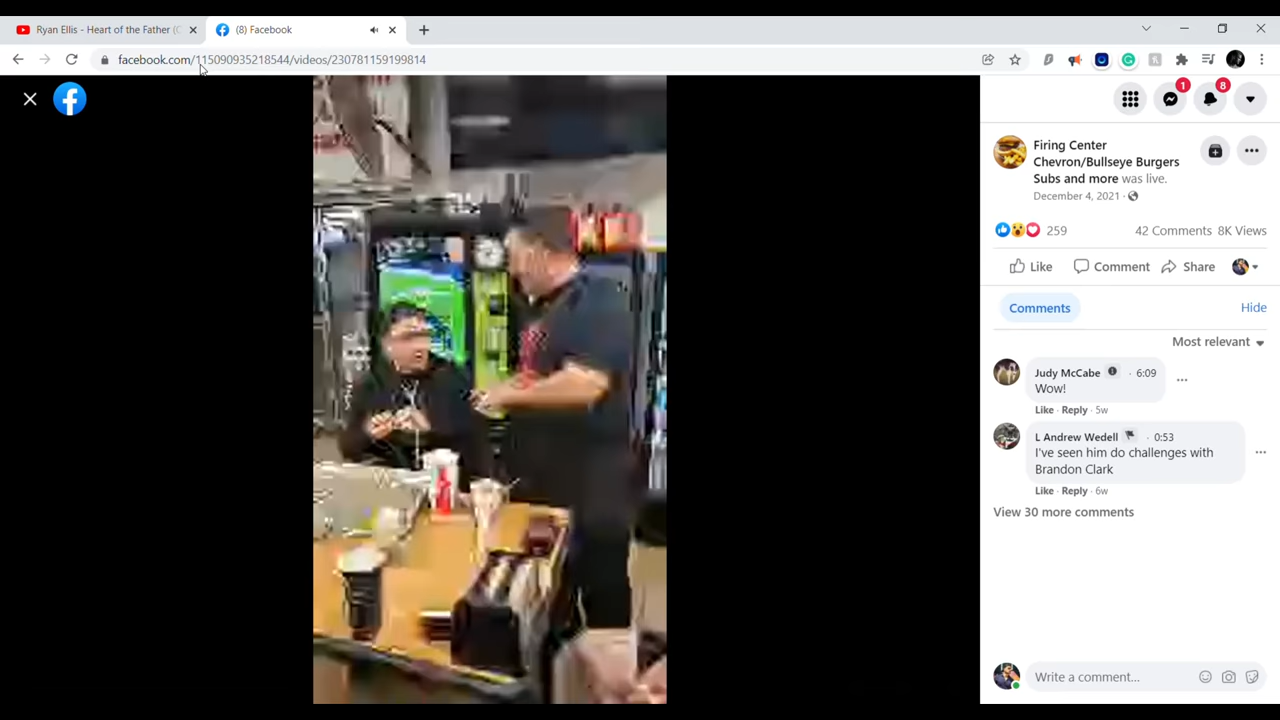 Ryan Ellis - Heart of the Father (
(8) Facebook
facebook.com/115090935218544/videos/230781159199814
1
8
Firing Center
Chevron/Bullseye Burgers
Subs and more was live.
December 4, 2021 ·
259
42 Comments 8K Views
Like
Comment
Share
Comments
Hide
Most relevant
Judy McCabe · 6:09
Wow!
Like · Reply · 5w
L Andrew Wedell · 0:53
I've seen him do challenges with
Brandon Clark
Like · Reply · 6w
View 30 more comments
Write a comment...